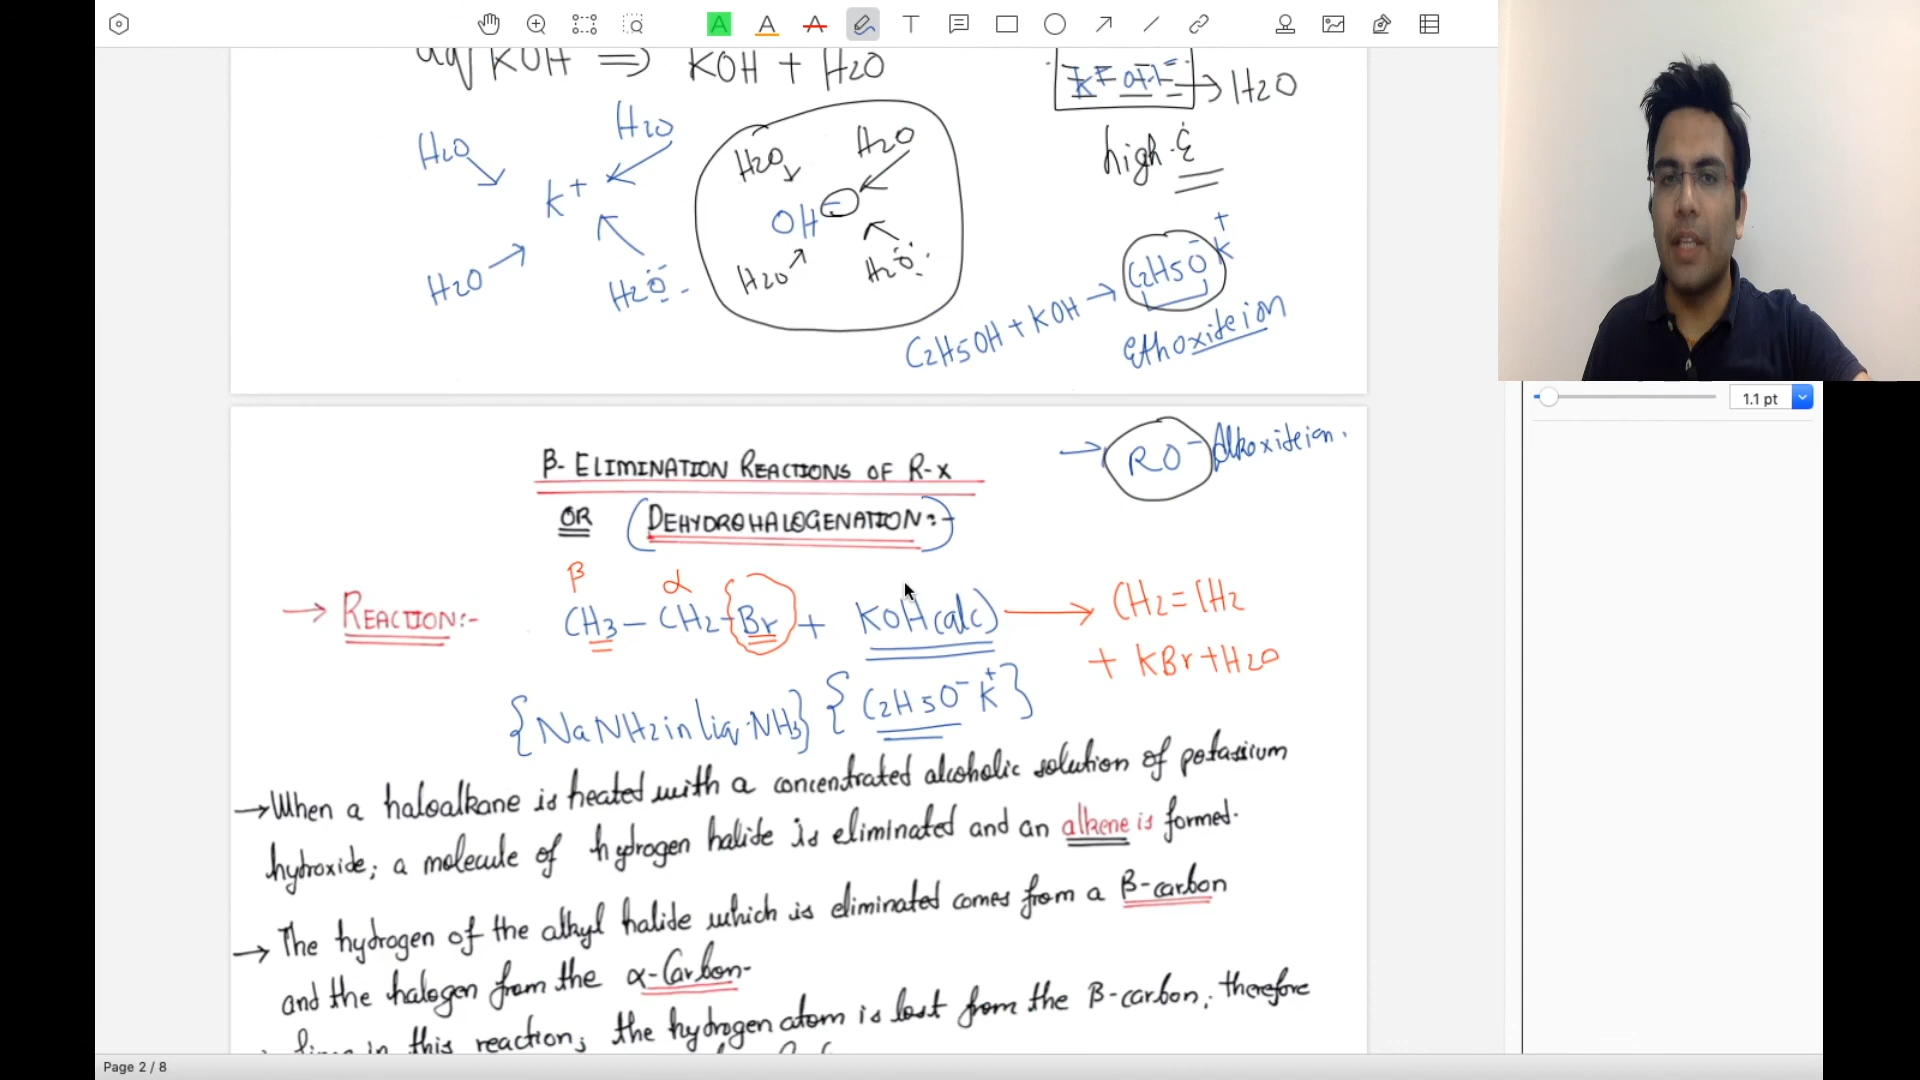 aq KOH ⇒ KOH + H2O
K+ OH- → H2O
H2O H2O
H2O H2O
K+
OH-
high
H2O H2O
H2O H2O
C2H5OH + KOH → C2H5O- K+
Ethoxiteion
1.1 pt
→ RO- Alkoxiteion.
β- ELIMINATION REACTIONS OF R-X
OR (DEHYDROHALOGENATION:-)
β α
→ REACTION:- CH3 - CH2 - Br + KOH(alc) → CH2 = CH2
+ KBr + H2O
{NaNH2 in liq. NH3} {C2H5O- K+}
→ When a haloalkane is heated with a concentrated alcoholic solution of potassium
hydroxide; a molecule of hydrogen halide is eliminated and an alkene is formed.
→ The hydrogen of the alkyl halide which is eliminated comes from a β-carbon
and the halogen from the α-Carbon-
in this reaction; the hydrogen atom is lost from the β-carbon; therefore
Page 2 / 8